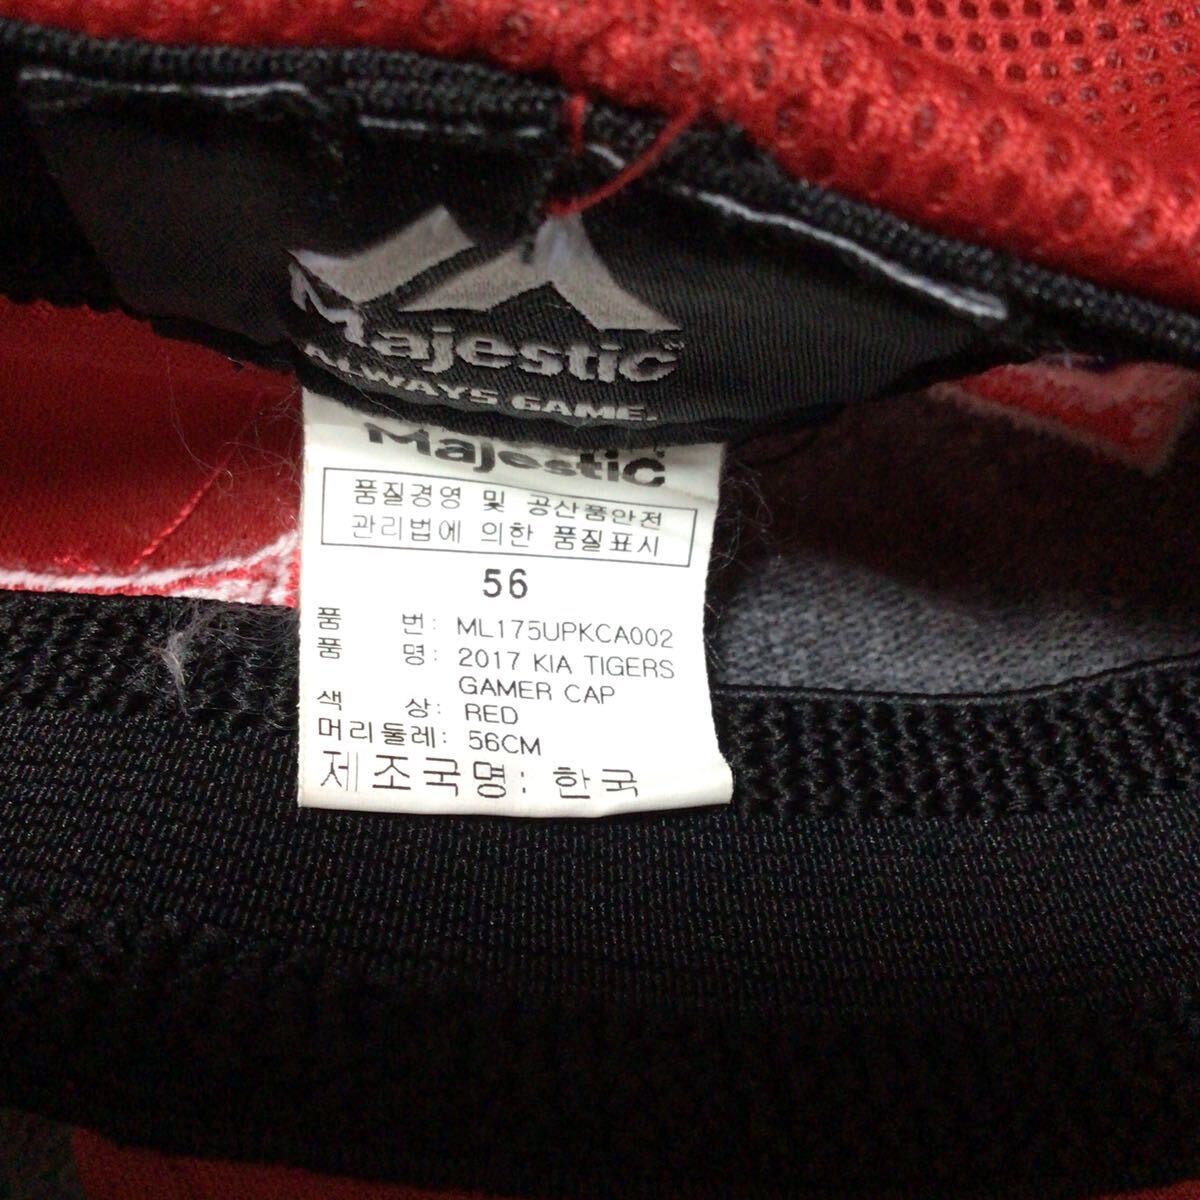 Majestic
ALWAYS GAME.
Majestic
품질경영 및 공산품안전
관리법에 의한 품질표시
56
품 번: ML175UPKCA002
품 명: 2017 KIA TIGERS
GAMER CAP
색 상: RED
머리둘레: 56CM
제조국명: 한국